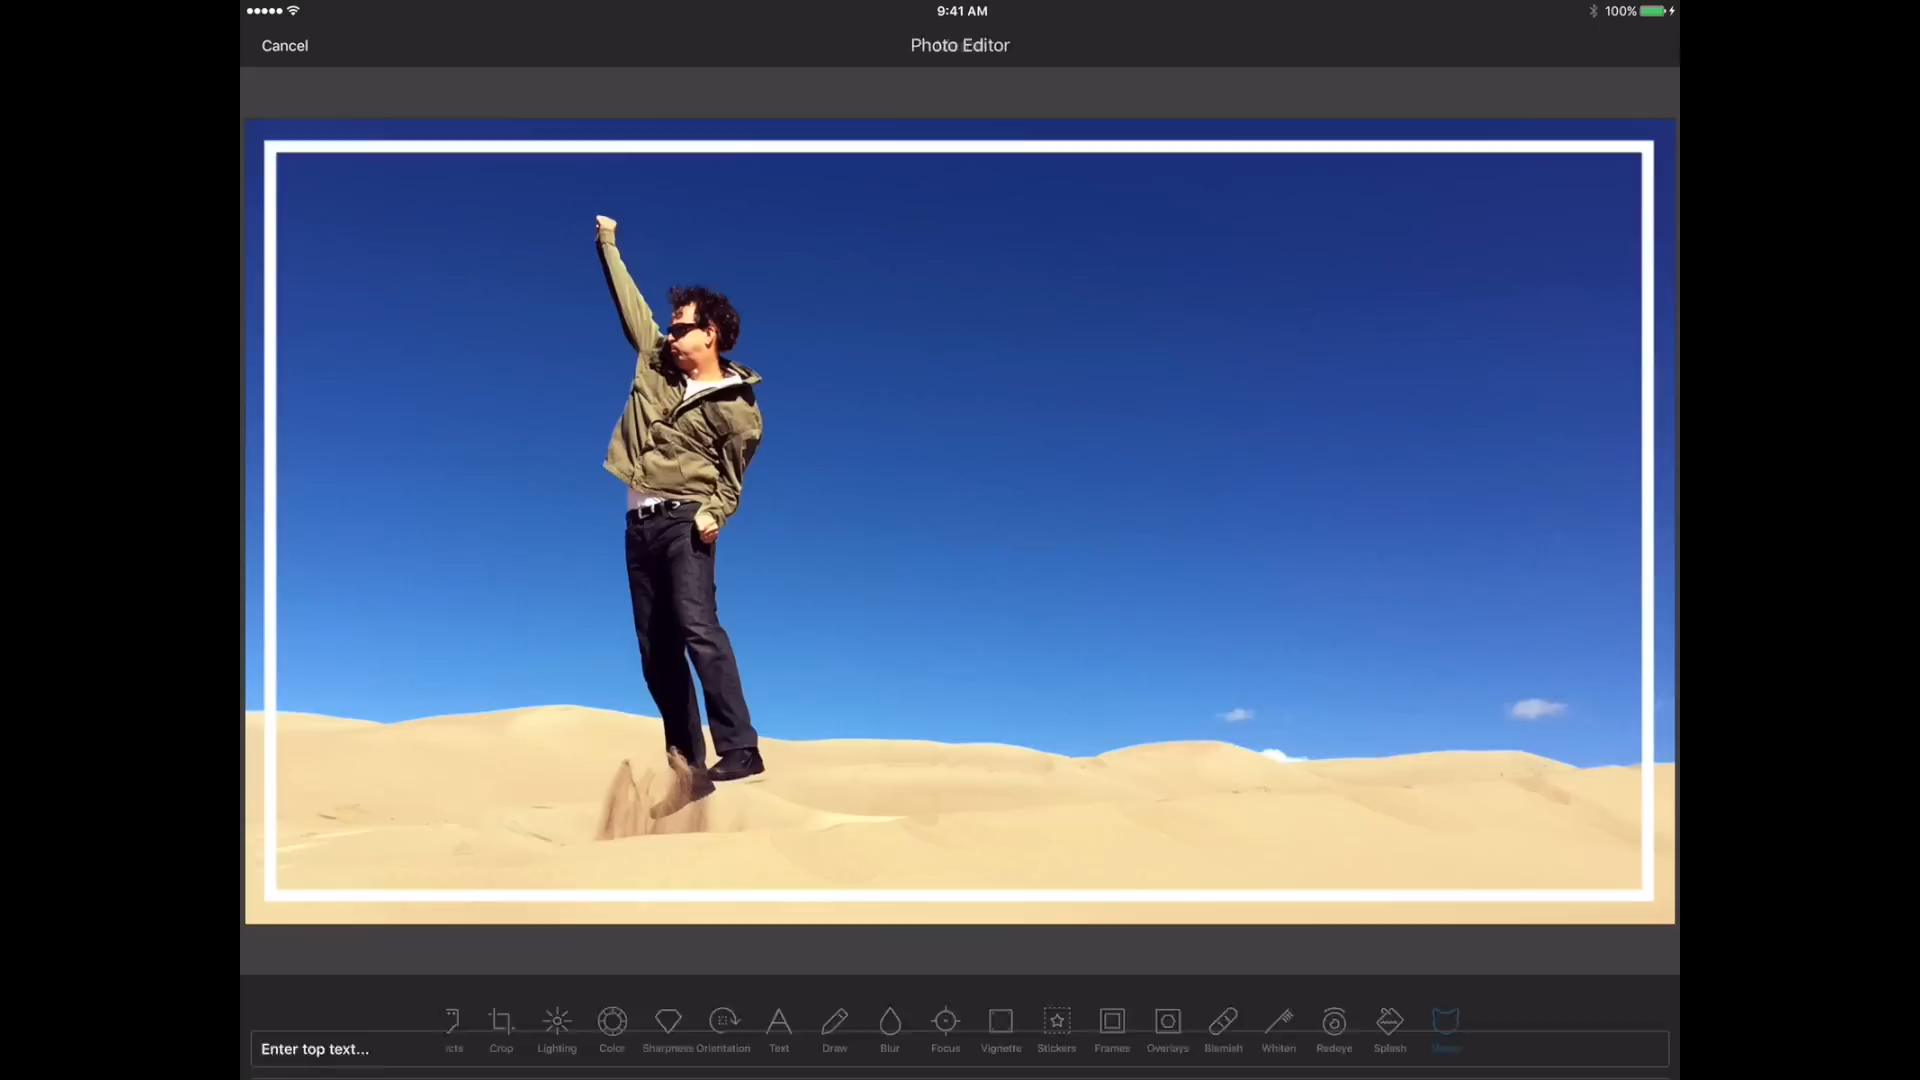 9:41 AM
100%
Cancel
Photo Editor
Crop
Lighting
Color
Sharpness
Orientation
Text
Draw
Blur
Focus
Vignette
Stickers
Frames
Overlays
Blemish
Whiten
Redeye
Splash
Enter top text...